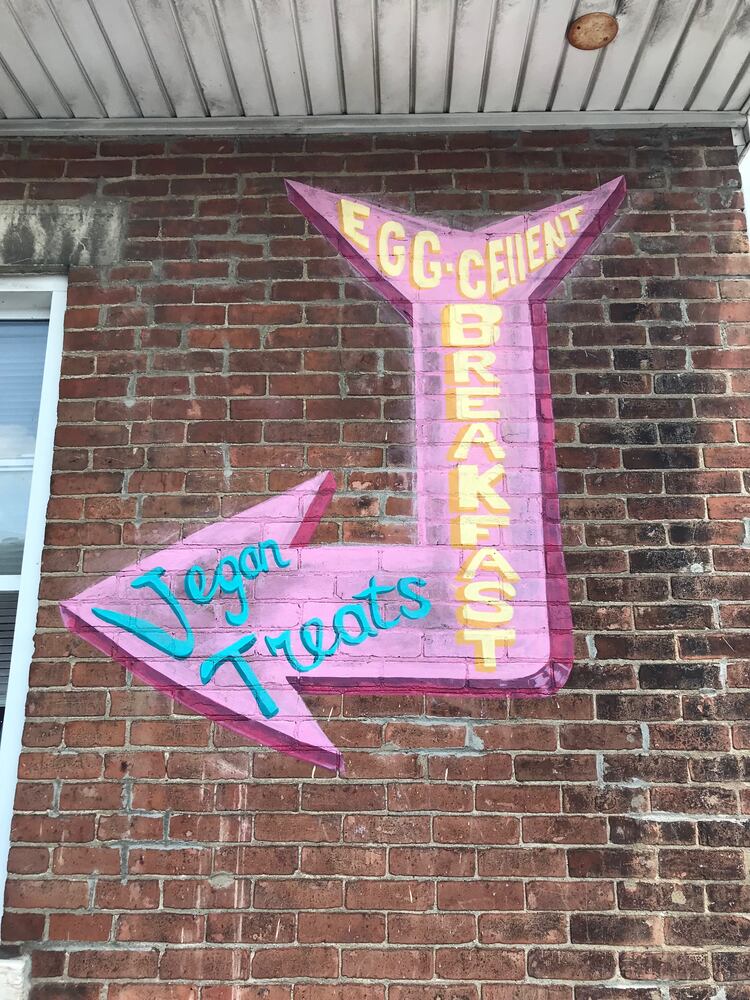 EGG-CEllENT
BREAKFAST
Vegan
Treats